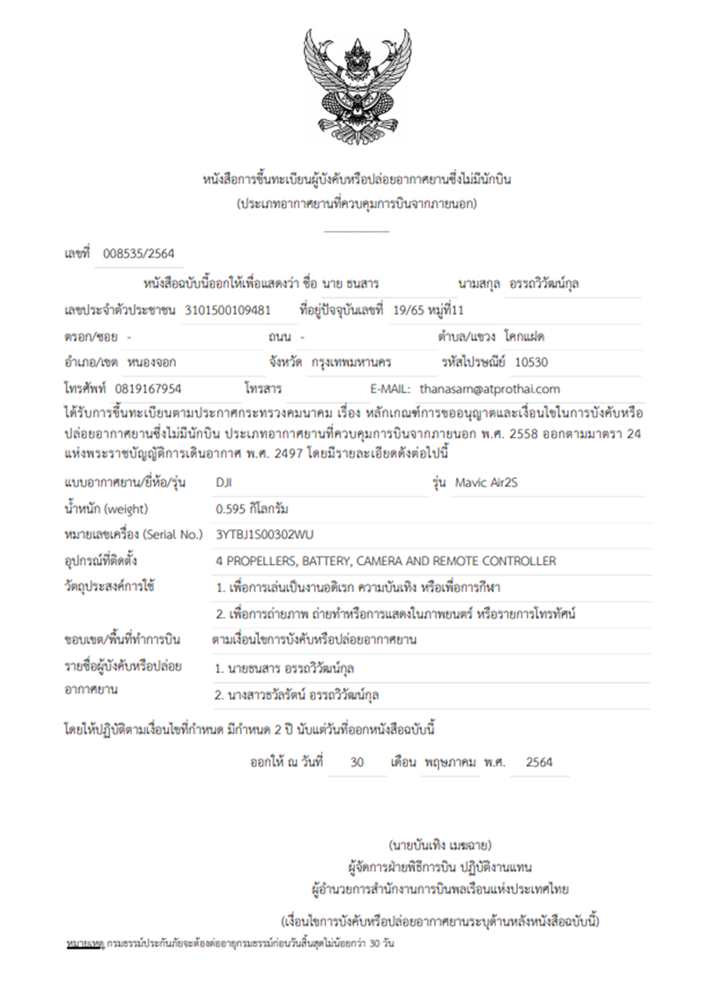 หนังสือการขึ้นทะเบียนผู้บังคับหรือปล่อยอากาศยานซึ่งไม่มีนักบิน
(ประเภทอากาศยานที่ควบคุมการบินจากภายนอก)
เลขที่ 008535/2564
หนังสือฉบับนี้ออกให้เพื่อแสดงว่า ชื่อ นาย ธนสาร นามสกุล อรรถวิวัฒน์กุล
เลขประจำตัวประชาชน 3101500109481 ที่อยู่ปัจจุบันเลขที่ 19/65 หมู่ที่11
ตรอก/ซอย - ถนน - ตำบล/แขวง โคกแฝด
อำเภอ/เขต หนองจอก จังหวัด กรุงเทพมหานคร รหัสไปรษณีย์ 10530
โทรศัพท์ 0819167954 โทรสาร E-MAIL: thanasarn@atprothai.com
ได้รับการขึ้นทะเบียนตามประกาศกระทรวงคมนาคม เรื่อง หลักเกณฑ์การขออนุญาตและเงื่อนไขในการบังคับหรือ
ปล่อยอากาศยานซึ่งไม่มีนักบิน ประเภทอากาศยานที่ควบคุมการบินจากภายนอก พ.ศ. 2558 ออกตามมาตรา 24
แห่งพระราชบัญญัติการเดินอากาศ พ.ศ. 2497 โดยมีรายละเอียดดังต่อไปนี้
แบบอากาศยาน/ยี่ห้อ/รุ่น DJI รุ่น Mavic Air2S
น้ำหนัก (weight) 0.595 กิโลกรัม
หมายเลขเครื่อง (Serial No.) 3YTBJ1S00302WU
อุปกรณ์ที่ติดตั้ง 4 PROPELLERS, BATTERY, CAMERA AND REMOTE CONTROLLER
วัตถุประสงค์การใช้ 1. เพื่อการเล่นเป็นงานอดิเรก ความบันเทิง หรือเพื่อการกีฬา
2. เพื่อการถ่ายภาพ ถ่ายทำหรือการแสดงในภาพยนตร์ หรือรายการโทรทัศน์
ขอบเขต/พื้นที่ทำการบิน ตามเงื่อนไขการบังคับหรือปล่อยอากาศยาน
รายชื่อผู้บังคับหรือปล่อย 1. นายธนสาร อรรถวิวัฒน์กุล
อากาศยาน 2. นางสาวธวัลรัตน์ อรรถวิวัฒน์กุล
โดยให้ปฏิบัติตามเงื่อนไขที่กำหนด มีกำหนด 2 ปี นับแต่วันที่ออกหนังสือฉบับนี้
ออกให้ ณ วันที่ 30 เดือน พฤษภาคม พ.ศ. 2564
(นายบันเทิง เมฆฉาย)
ผู้จัดการฝ่ายพิธีการบิน ปฏิบัติงานแทน
ผู้อำนวยการสำนักงานการบินพลเรือนแห่งประเทศไทย
(เงื่อนไขการบังคับหรือปล่อยอากาศยานระบุด้านหลังหนังสือฉบับนี้)
หมายเหตุ กรมธรรม์ประกันภัยจะต้องต่ออายุกรมธรรม์ก่อนวันสิ้นสุดไม่น้อยกว่า 30 วัน